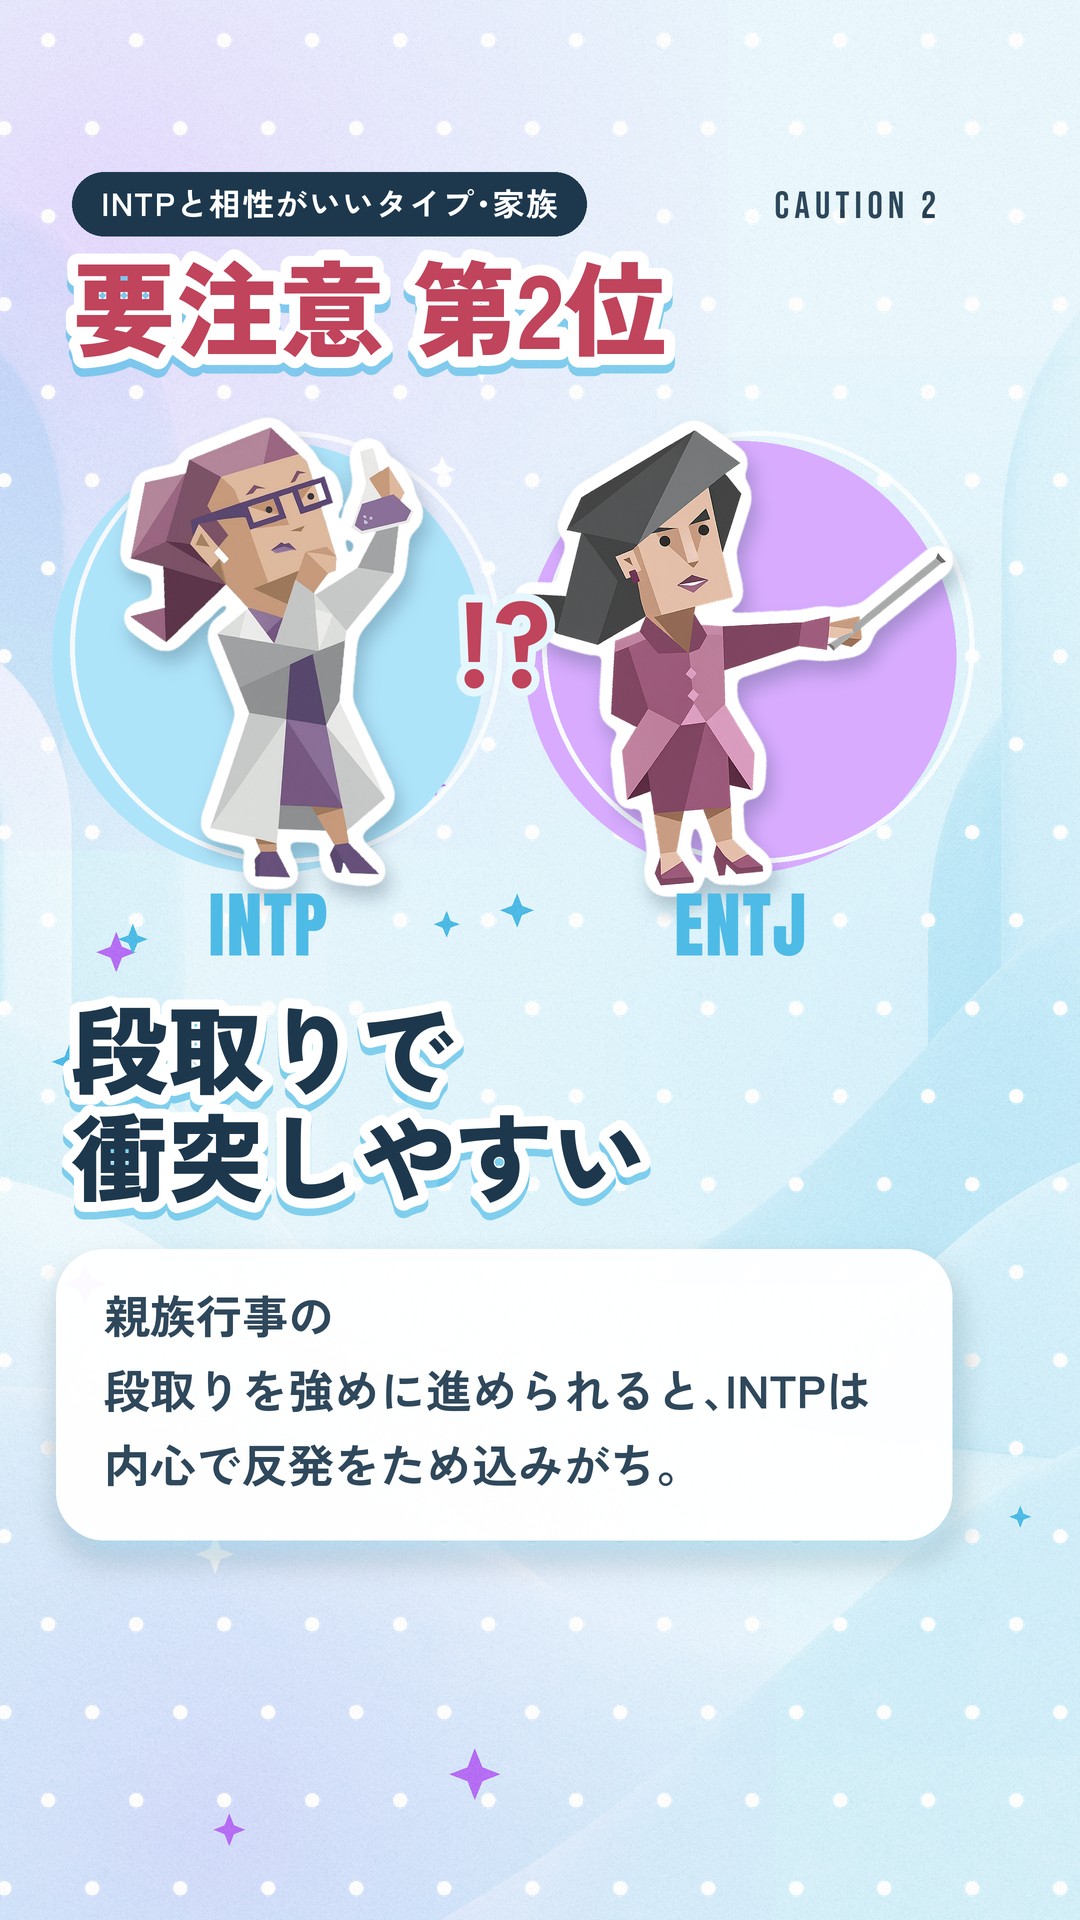 INTPと相性がいいタイプ・家族
CAUTION 2
要注意 第2位
!?
INTP
ENTJ
段取りで
衝突しやすい
親族行事の
段取りを強めに進められると、INTPは
内心で反発をため込みがち。